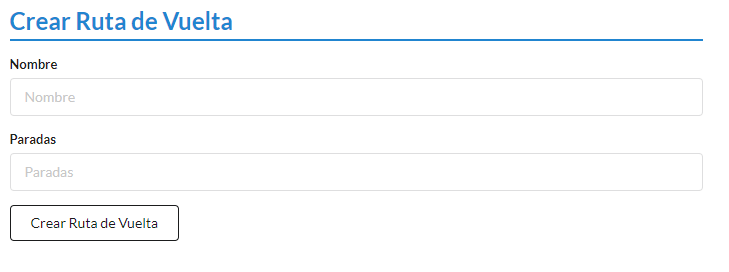 Crear Ruta de Vuelta
Nombre
Nombre
Paradas
Paradas
Crear Ruta de Vuelta